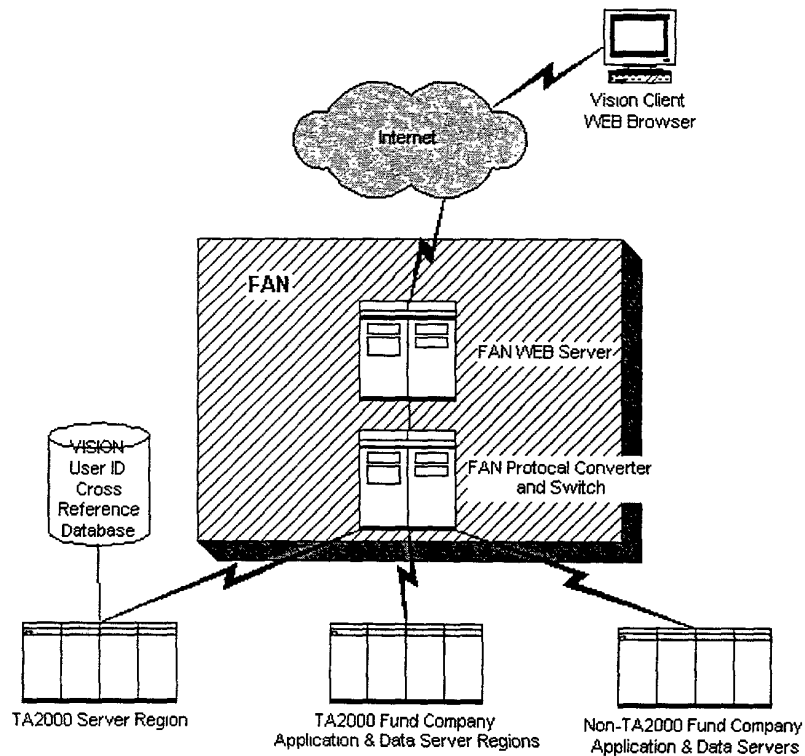 Vision Client
WEB Browser
Internet
FAN
FAN WEB Server
FAN Protocal Converter
and Switch
VISION
User ID
Cross
Reference
Database
TA2000 Server Region
TA2000 Fund Company
Application & Data Server Regions
Non-TA2000 Fund Company
Application & Data Servers